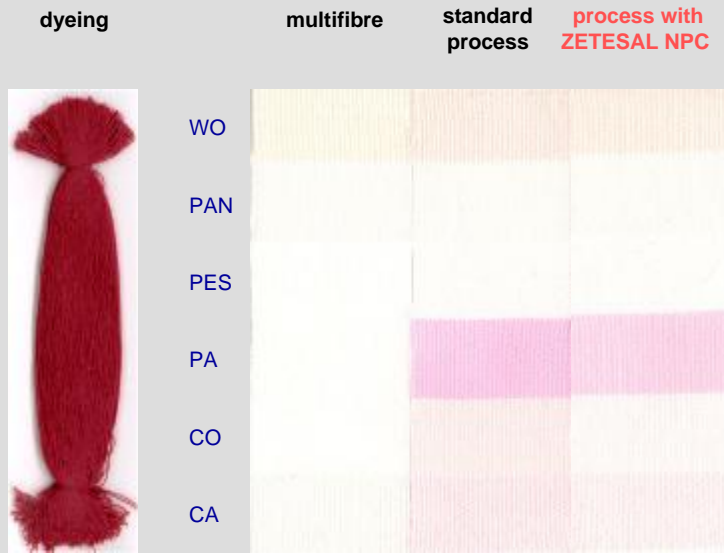 dyeing
multifibre
standard
process
process with
ZETESAL NPC
WO
PAN
PES
PA
CO
CA